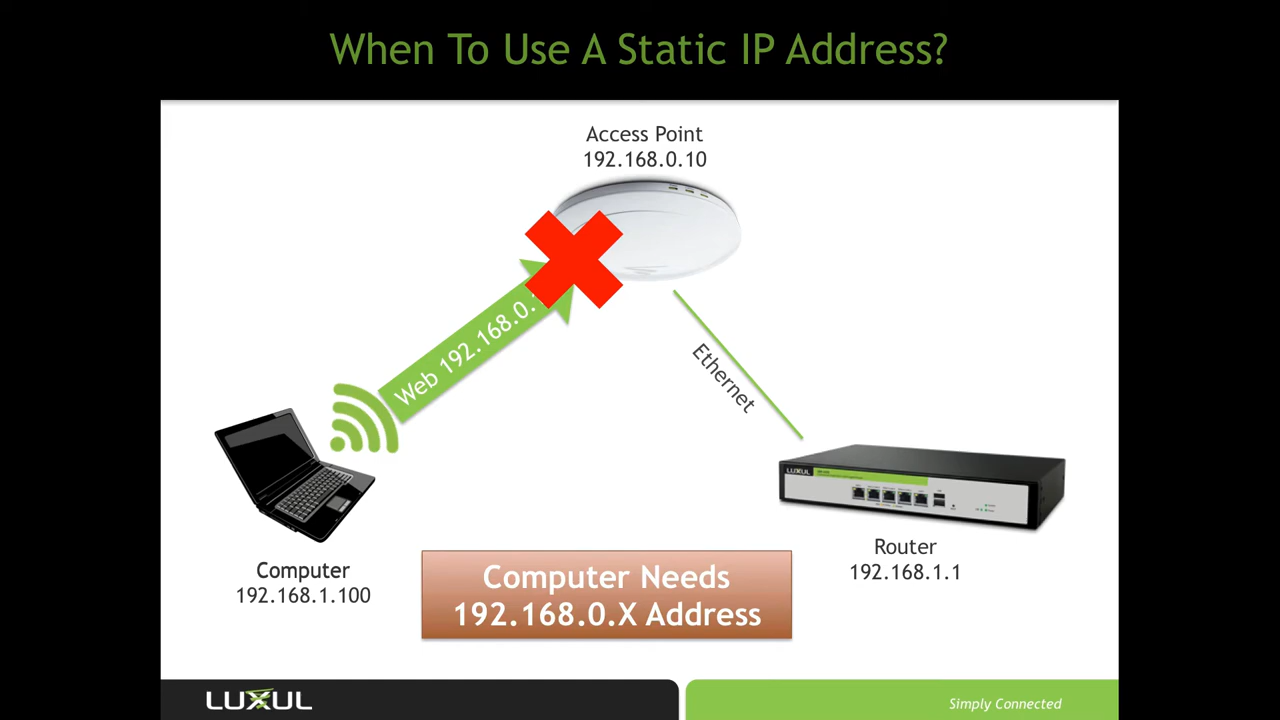 When To Use A Static IP Address?
Access Point
192.168.0.10
Web 192.168.0.
Ethernet
LUXUL
Router
192.168.1.1
Computer
192.168.1.100
Computer Needs
192.168.0.X Address
LUXUL
Simply Connected